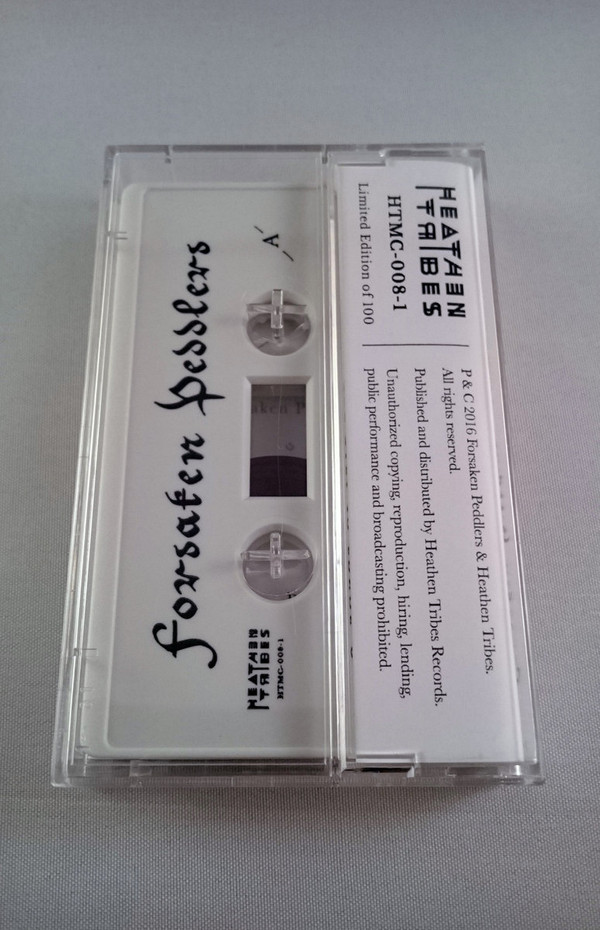 HEATHEN
TRIBES
HTMC-008-1
Limited Edition of 100
P & C 2016 Forsaken Peddlers & Heathen Tribes.
All rights reserved.
Published and distributed by Heathen Tribes Records.
Unauthorized copying, reproduction, hiring, lending,
public performance and broadcasting prohibited.
forsaken peddlers
A
HEATHEN
TRIBES
HTMC-008-1
aken P